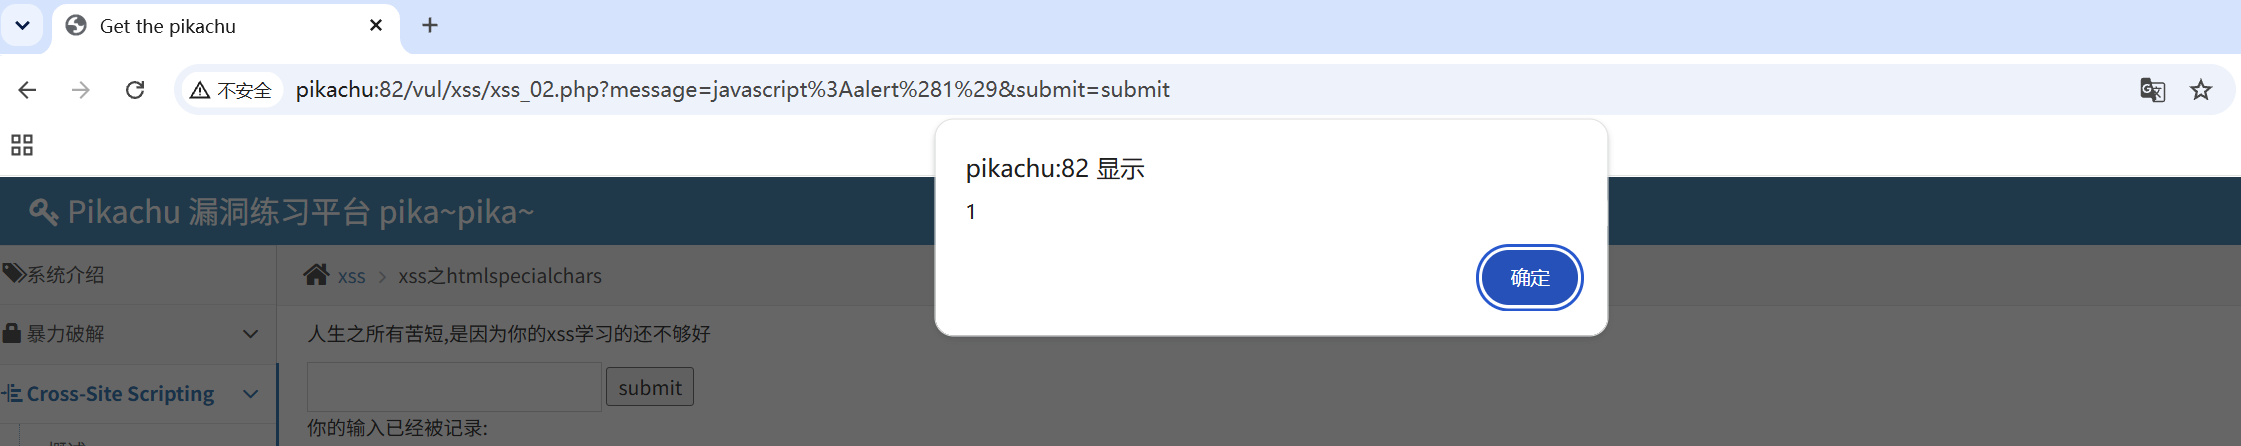 Get the pikachu
不安全 pikachu:82/vul/xss/xss_02.php?message=javascript%3Aalert%281%29&submit=submit
pikachu:82 显示
1
确定
Pikachu 漏洞练习平台 pika~pika~
系统介绍
xss > xss之htmlspecialchars
暴力破解
人生之所有苦短,是因为你的xss学习的还不够好
Cross-Site Scripting
submit
你的输入已经被记录: